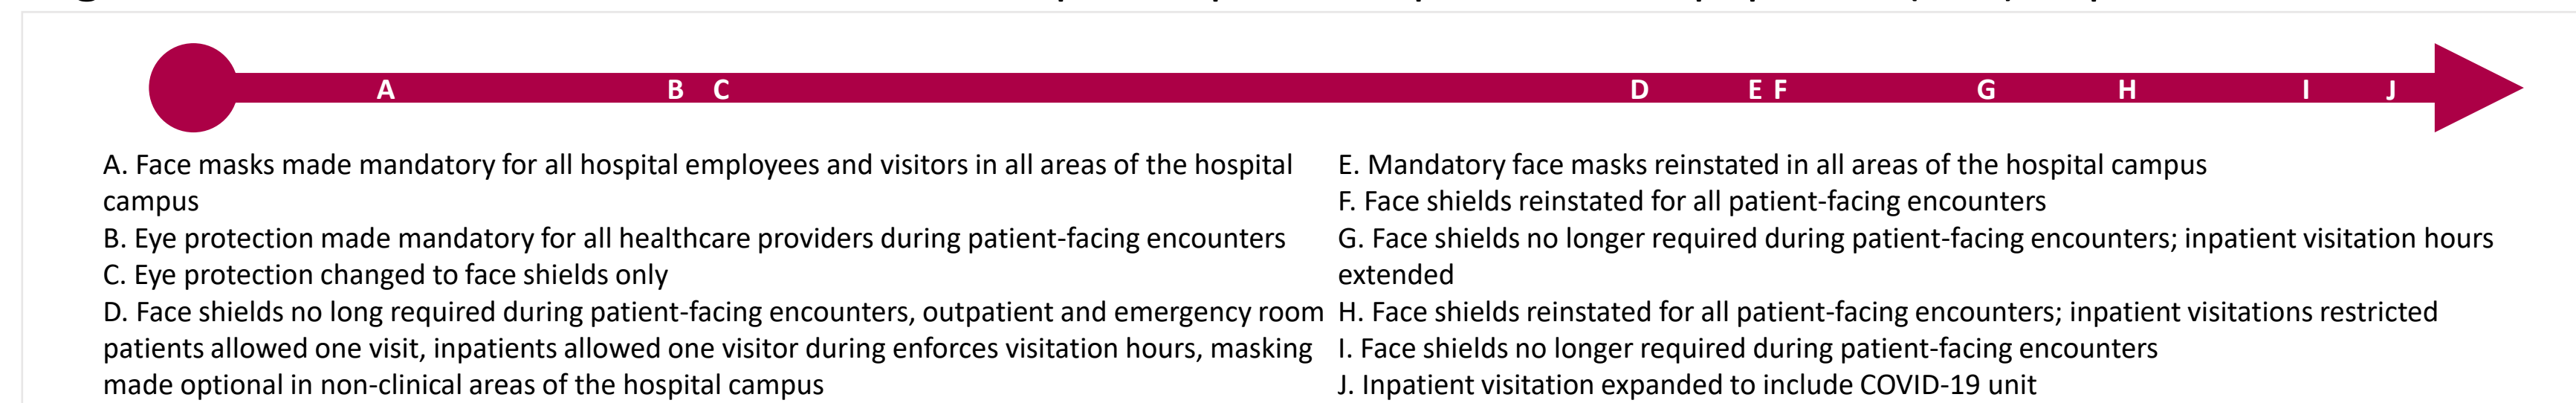 A B C D E F G H I J
A. Face masks made mandatory for all hospital employees and visitors in all areas of the hospital
campus
B. Eye protection made mandatory for all healthcare providers during patient-facing encounters
C. Eye protection changed to face shields only
D. Face shields no long required during patient-facing encounters, outpatient and emergency room
patients allowed one visit, inpatients allowed one visitor during enforces visitation hours, masking
made optional in non-clinical areas of the hospital campus
E. Mandatory face masks reinstated in all areas of the hospital campus
F. Face shields reinstated for all patient-facing encounters
G. Face shields no longer required during patient-facing encounters; inpatient visitation hours
extended
H. Face shields reinstated for all patient-facing encounters; inpatient visitations restricted
I. Face shields no longer required during patient-facing encounters
J. Inpatient visitation expanded to include COVID-19 unit